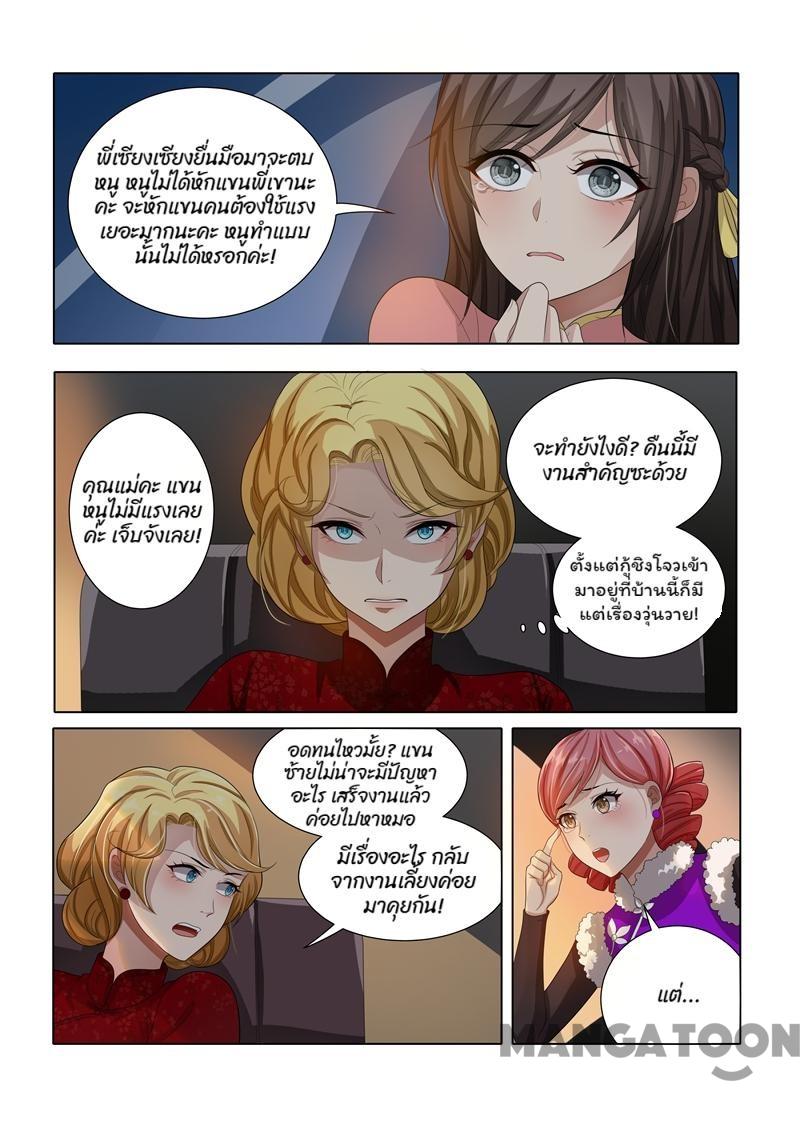 พี่เซียงเซียงยื่นมือมาจะตบ
หนู หนูไม่ได้หักแขนพี่เขานะ
คะ จะหักแขนคนต้องใช้แรง
เยอะมากนะคะ หนูทำแบบ
นั้นไม่ได้หรอกค่ะ!
คุณแม่คะ แขน
หนูไม่มีแรงเลย
ค่ะ เจ็บจังเลย!
จะทำยังไงดี? คืนนี้มี
งานสำคัญซะด้วย
ตั้งแต่กู้ชิงโจวเข้า
มาอยู่ที่บ้านนี้ก็มี
แต่เรื่องวุ่นวาย!
อดทนไหวมั้ย? แขน
ซ้ายไม่น่าจะมีปัญหา
อะไร เสร็จงานแล้ว
ค่อยไปหาหมอ
มีเรื่องอะไร กลับ
จากงานเลี้ยงค่อย
มาคุยกัน!
แต่...
MANGATOON